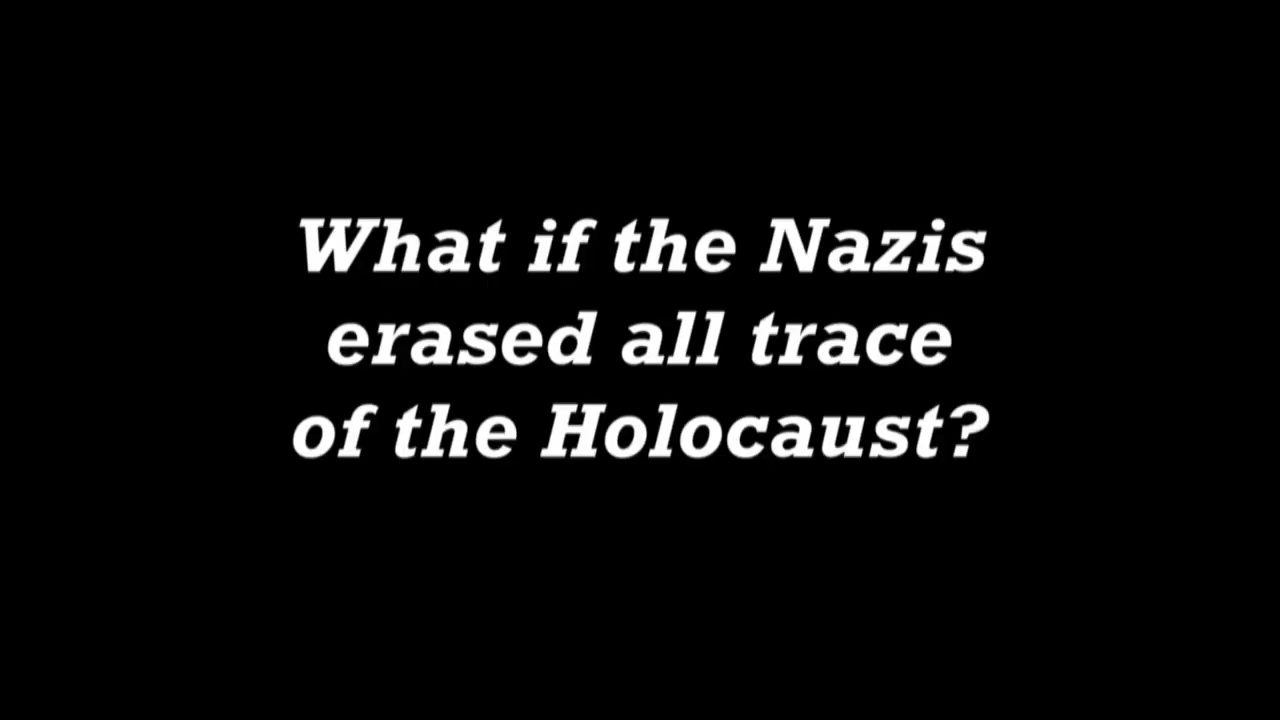 What if the Nazis
erased all trace
of the Holocaust?